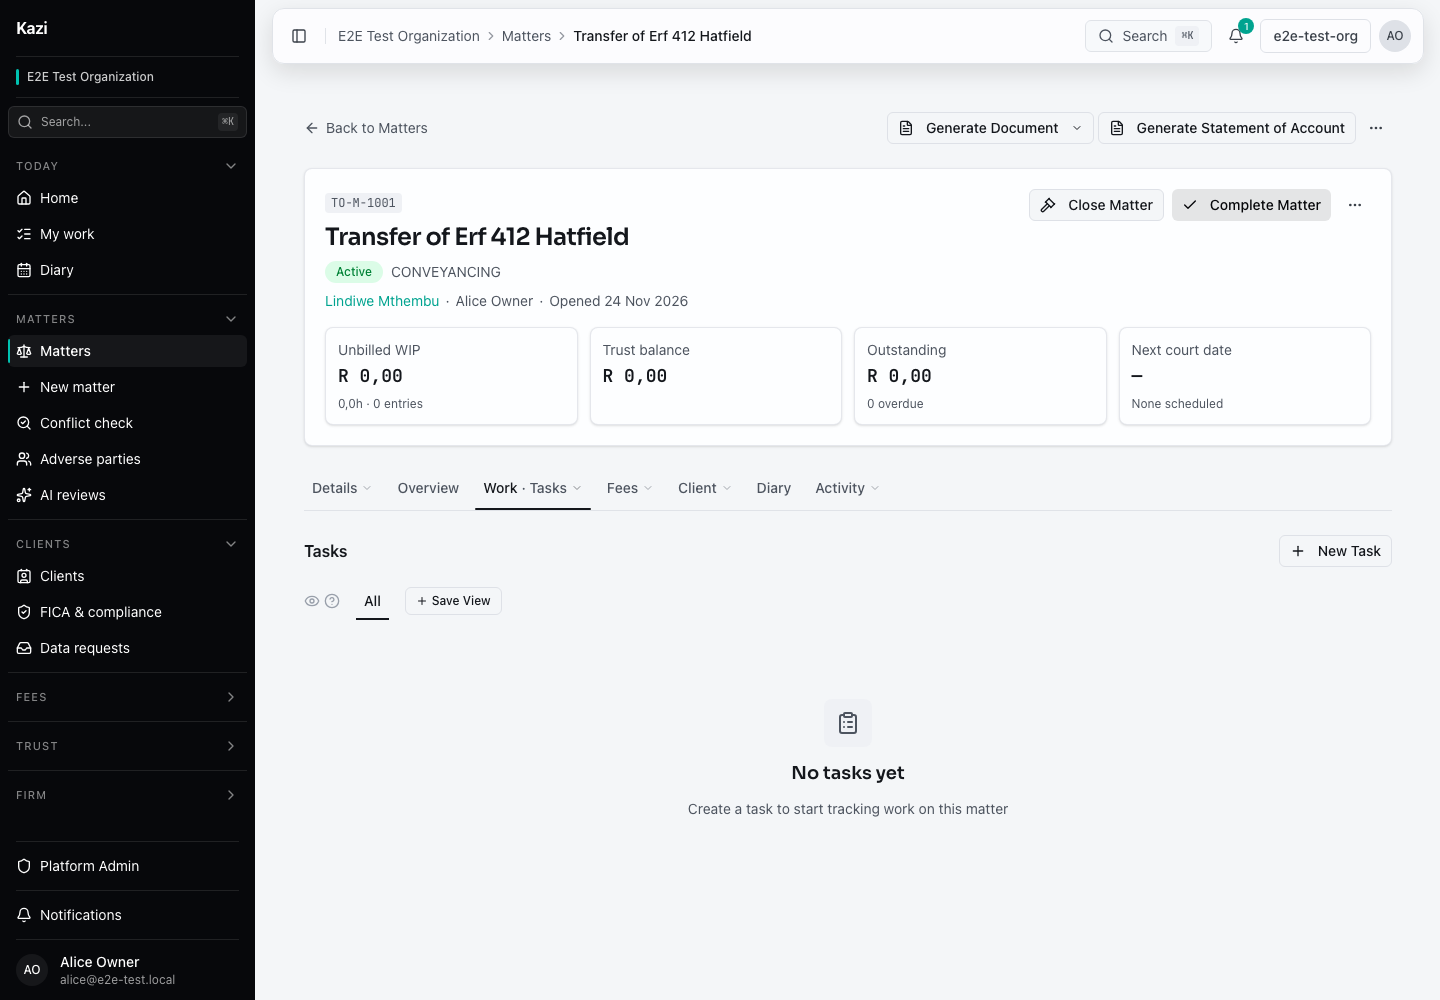 Kazi
E2E Test Organization
Search... ⌘K
TODAY
Home
My work
Diary
MATTERS
Matters
New matter
Conflict check
Adverse parties
AI reviews
CLIENTS
Clients
FICA & compliance
Data requests
FEES
TRUST
FIRM
Platform Admin
Notifications
AO Alice Owner
alice@e2e-test.local
E2E Test Organization Matters Transfer of Erf 412 Hatfield
Search ⌘K 1 e2e-test-org AO
Back to Matters
Generate Document Generate Statement of Account
TO-M-1001
Close Matter Complete Matter
Transfer of Erf 412 Hatfield
Active CONVEYANCING
Lindiwe Mthembu · Alice Owner · Opened 24 Nov 2026
Unbilled WIP
R 0,00
0,0h · 0 entries
Trust balance
R 0,00
Outstanding
R 0,00
0 overdue
Next court date
—
None scheduled
Details Overview Work · Tasks Fees Client Diary Activity
Tasks
New Task
All + Save View
No tasks yet
Create a task to start tracking work on this matter